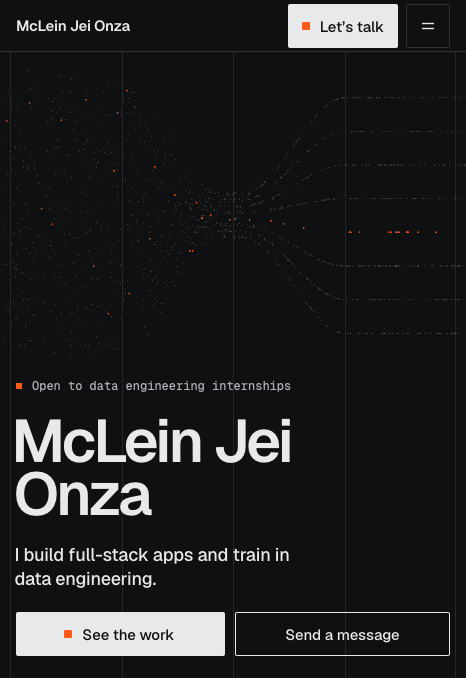 McLein Jei Onza
Let's talk
Open to data engineering internships
McLein Jei
Onza
I build full-stack apps and train in
data engineering.
See the work
Send a message